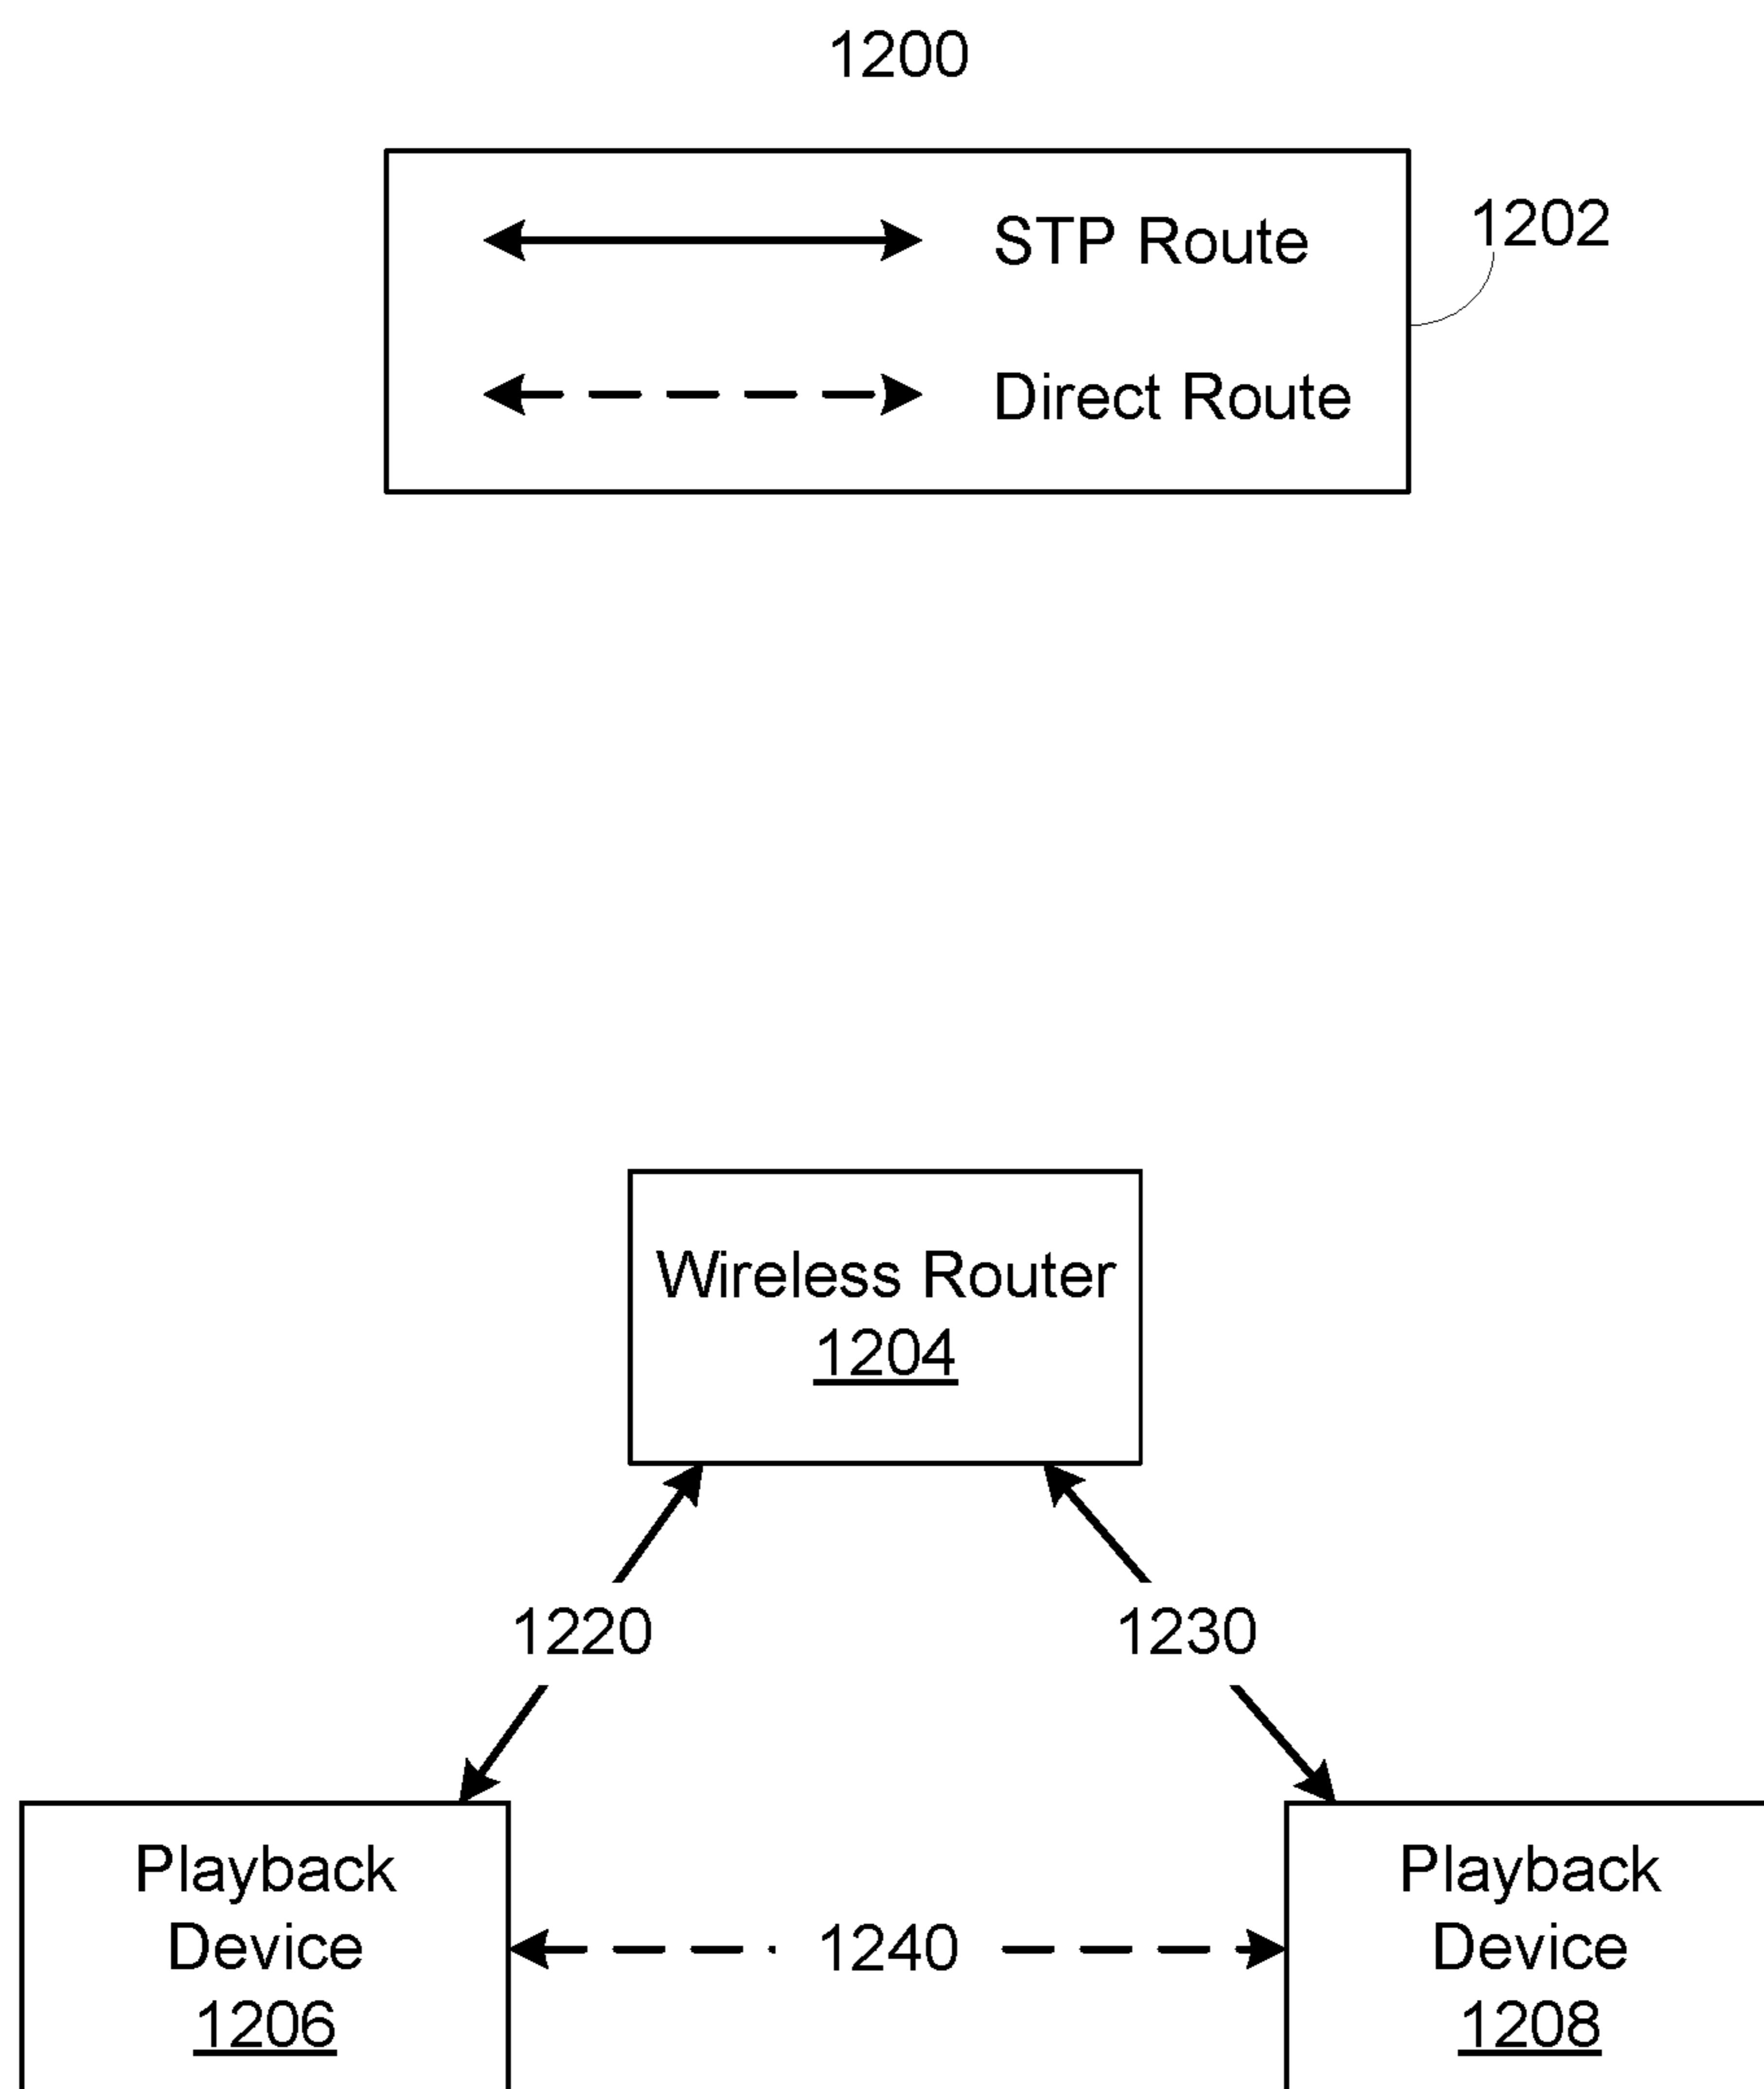 1200
STP Route
1202
Direct Route
Wireless Router
1204
1220
1230
Playback
Device
1206
1240
Playback
Device
1208